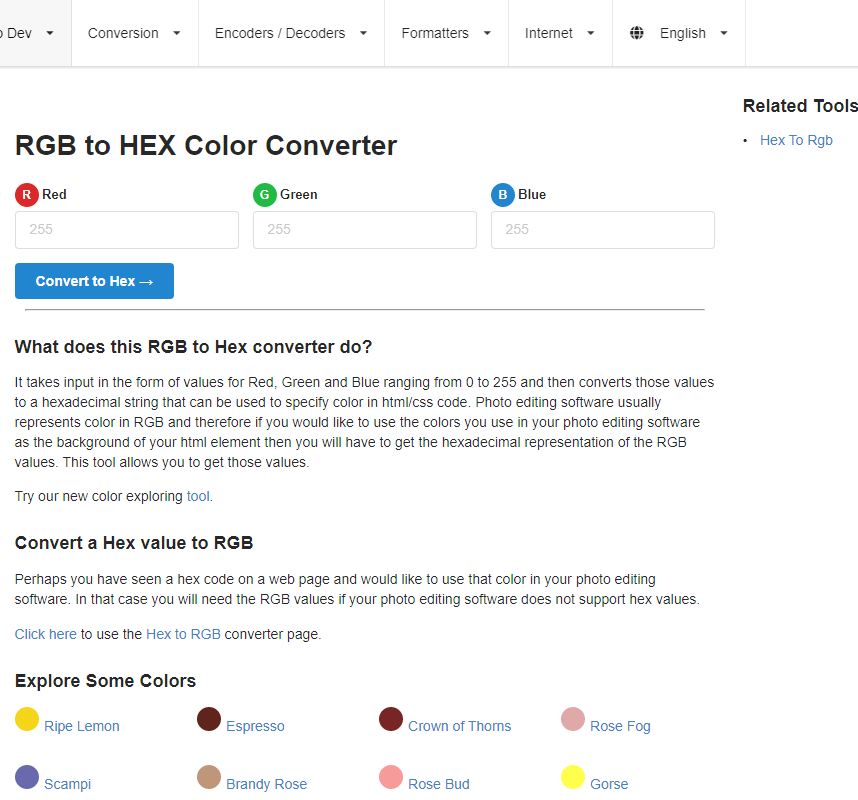 Dev
Conversion
Encoders / Decoders
Formatters
Internet
English
Related Tools
• Hex To Rgb
RGB to HEX Color Converter
R Red
G Green
B Blue
255
255
255
Convert to Hex →
What does this RGB to Hex converter do?
It takes input in the form of values for Red, Green and Blue ranging from 0 to 255 and then converts those values
to a hexadecimal string that can be used to specify color in html/css code. Photo editing software usually
represents color in RGB and therefore if you would like to use the colors you use in your photo editing software
as the background of your html element then you will have to get the hexadecimal representation of the RGB
values. This tool allows you to get those values.
Try our new color exploring tool.
Convert a Hex value to RGB
Perhaps you have seen a hex code on a web page and would like to use that color in your photo editing
software. In that case you will need the RGB values if your photo editing software does not support hex values.
Click here to use the Hex to RGB converter page.
Explore Some Colors
Ripe Lemon
Espresso
Crown of Thorns
Rose Fog
Scampi
Brandy Rose
Rose Bud
Gorse